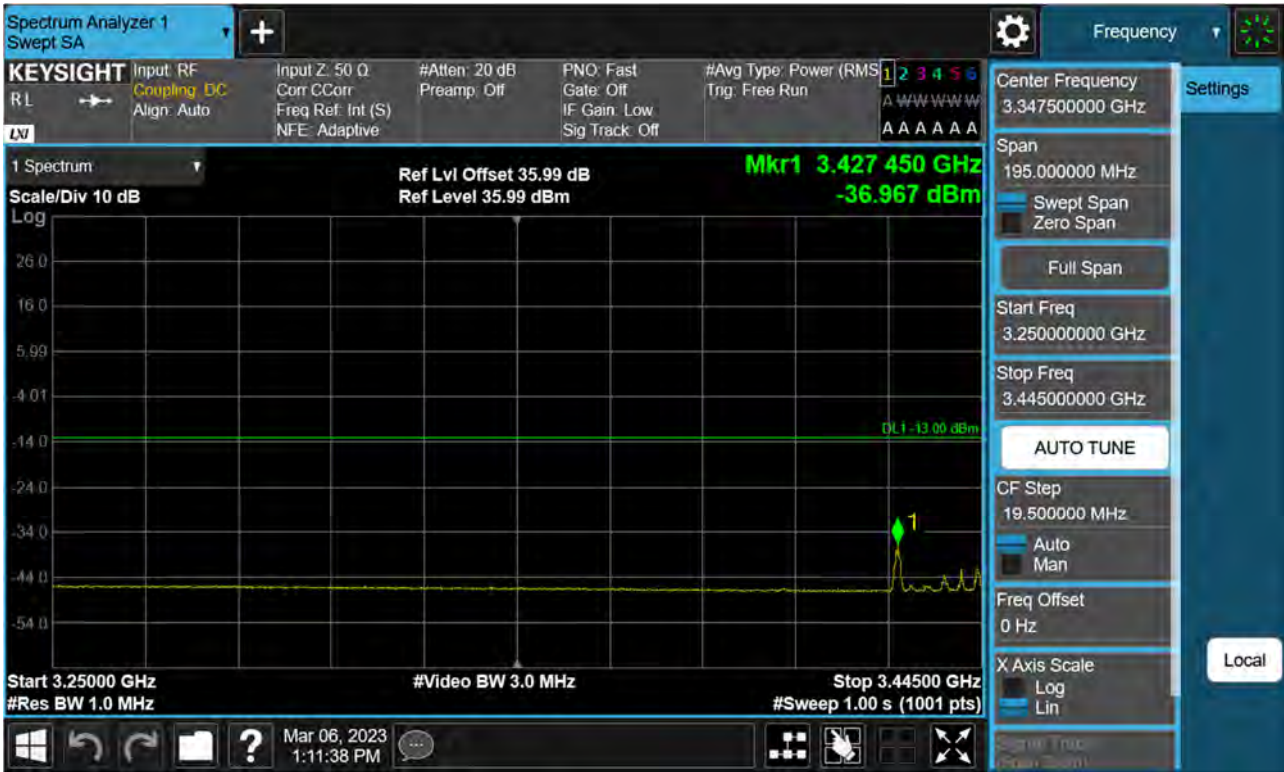 Spectrum Analyzer 1
Swept SA
Frequency
KEYSIGHT
RL
LXI
Input: RF
Coupling: DC
Align: Auto
Input Z: 50 Ω
Corr CCorr
Freq Ref: Int (S)
NFE: Adaptive
#Atten: 20 dB
Preamp: Off
PNO: Fast
Gate: Off
IF Gain: Low
Sig Track: Off
#Avg Type: Power (RMS
Trig: Free Run
1 2 3 4 5 6
A W W W W W
A A A A A A
1 Spectrum
Scale/Div 10 dB
Log
Ref Lvl Offset 35.99 dB
Ref Level 35.99 dBm
Mkr1 3.427 450 GHz
-36.967 dBm
26.0
16.0
5.99
-4.01
-14.0
-24.0
-34.0
-44.0
-54.0
DL1 -13.00 dBm
1
Start 3.25000 GHz
#Res BW 1.0 MHz
#Video BW 3.0 MHz
Stop 3.44500 GHz
#Sweep 1.00 s (1001 pts)
Center Frequency
3.347500000 GHz
Span
195.000000 MHz
Swept Span
Zero Span
Full Span
Start Freq
3.250000000 GHz
Stop Freq
3.445000000 GHz
AUTO TUNE
CF Step
19.500000 MHz
Auto
Man
Freq Offset
0 Hz
X Axis Scale
Log
Lin
Settings
Local
?
Mar 06, 2023
1:11:38 PM